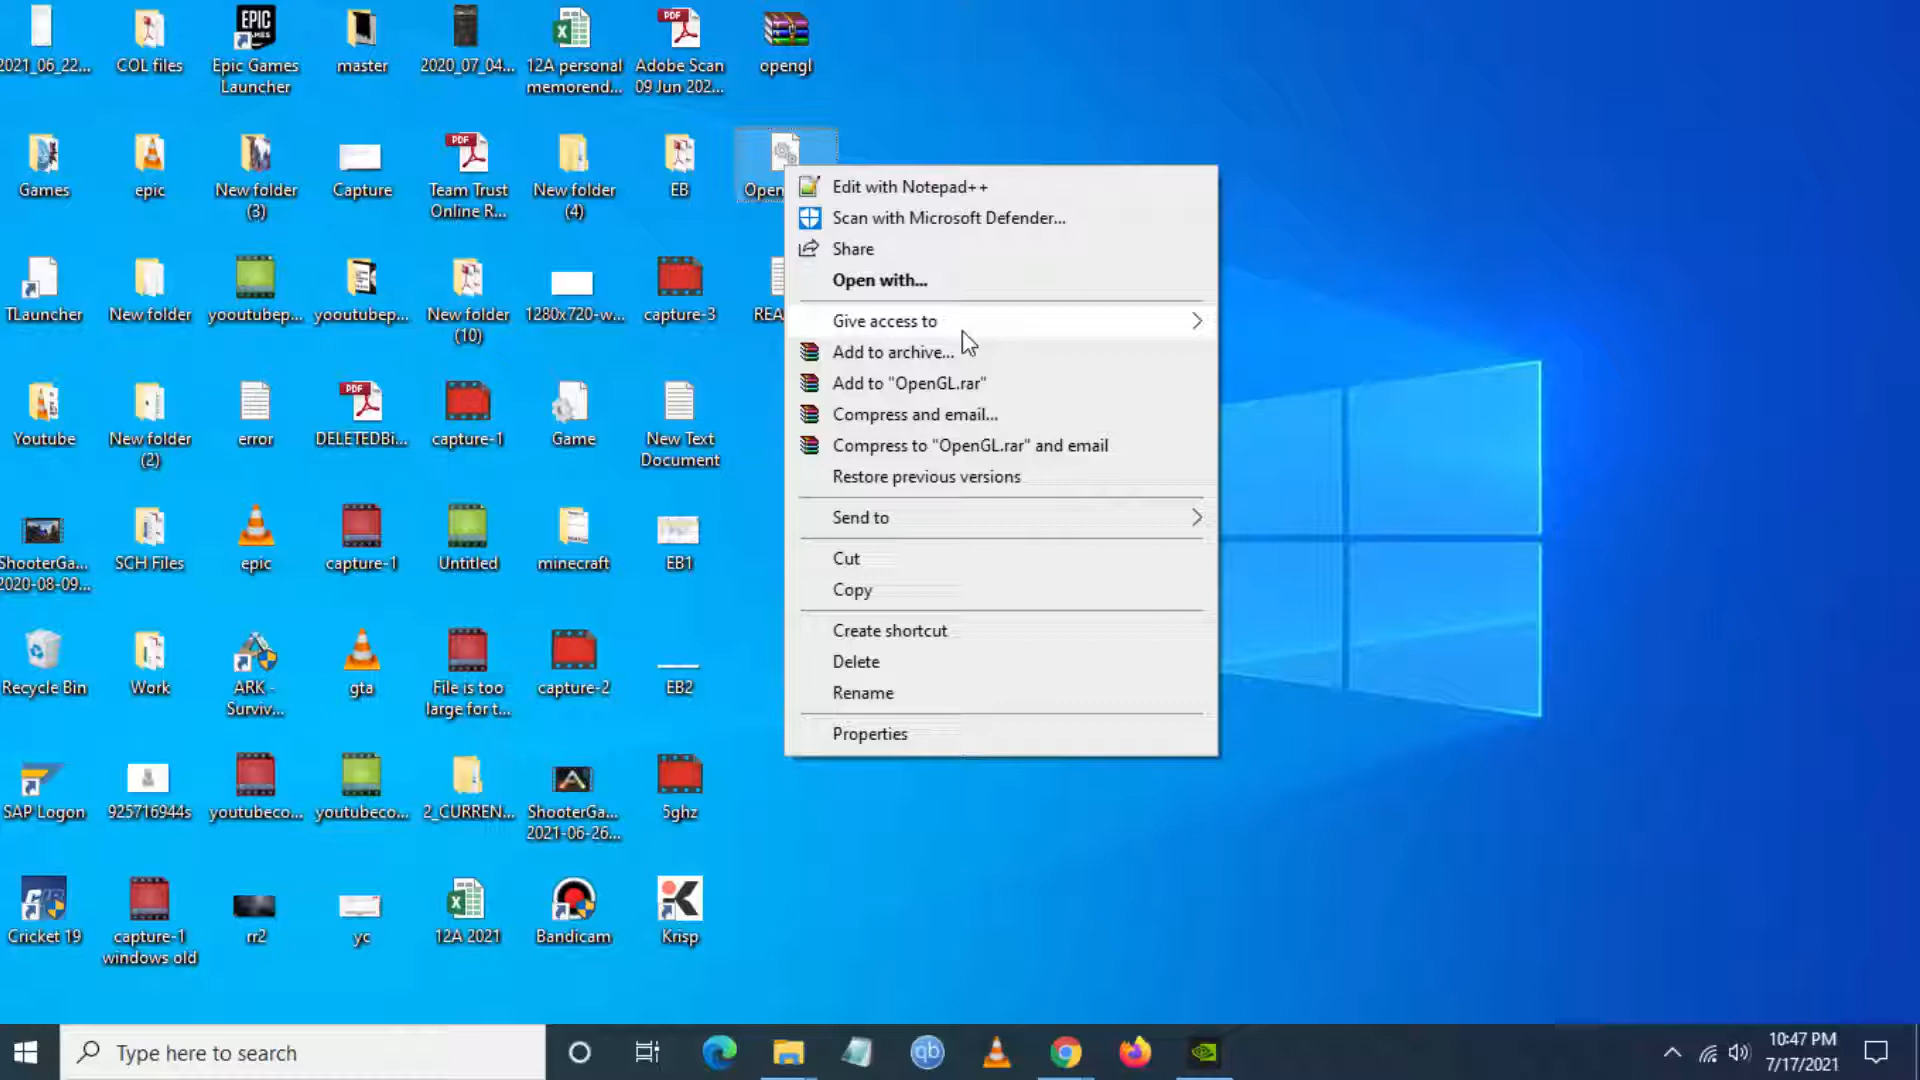 2021_06_22...
COL files
Epic Games
Launcher
master
2020_07_04...
12A personal
memorend...
Adobe Scan
09 Jun 202...
opengl
Games
epic
New folder
(3)
Capture
Team Trust
Online R...
New folder
(4)
EB
Open
TLauncher
New folder
yooutubep...
yooutubep...
New folder
(10)
1280x720-w...
capture-3
REA
Youtube
New folder
(2)
error
DELETEDBi...
capture-1
Game
New Text
Document
ShooterGa...
2020-08-09...
SCH Files
epic
capture-1
Untitled
minecraft
EB1
Recycle Bin
Work
ARK -
Surviv...
gta
File is too
large for t...
capture-2
EB2
SAP Logon
925716944s
youtubeco...
youtubeco...
2_CURREN...
ShooterGa...
2021-06-26...
5ghz
Cricket 19
capture-1
windows old
rr2
yc
12A 2021
Bandicam
Krisp
EPIC
GAMES
PDF
PDF
PDF
Edit with Notepad++
Scan with Microsoft Defender...
Share
Open with...
Give access to
Add to archive...
Add to "OpenGL.rar"
Compress and email...
Compress to "OpenGL.rar" and email
Restore previous versions
Send to
Cut
Copy
Create shortcut
Delete
Rename
Properties
Type here to search
qb
10:47 PM
7/17/2021